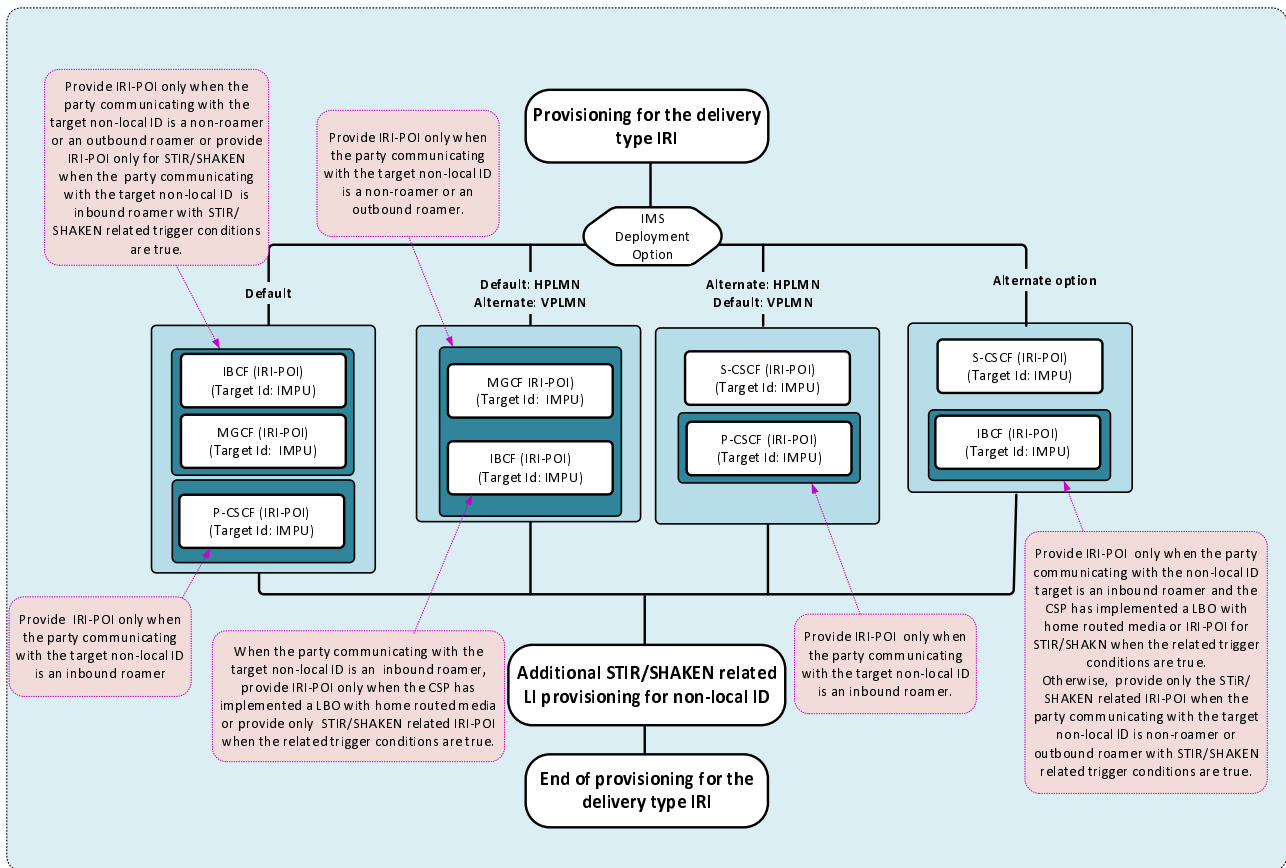 Provide IRI-POI only when the
party communicating with the
target non-local ID is a non-roamer
or an outbound roamer or provide
IRI-POI only for STIR/SHAKEN
when the party communicating
with the target non-local ID is
inbound roamer with STIR/
SHAKEN related trigger conditions
are true.
Provide IRI-POI only when
the party communicating
with the target non-local ID
is a non-roamer or an
outbound roamer.
Provisioning for the delivery
type IRI
IMS
Deployment
Option
Default
Default: HPLMN
Alternate: VPLMN
Alternate: HPLMN
Default: VPLMN
Alternate option
IBCF (IRI-POI)
(Target Id: IMPU)
MGCF (IRI-POI)
(Target Id: IMPU)
P-CSCF (IRI-POI)
(Target Id: IMPU)
MGCF IRI-POI)
(Target Id: IMPU)
IBCF (IRI-POI)
(Target Id: IMPU)
S-CSCF (IRI-POI)
(Target Id: IMPU)
P-CSCF (IRI-POI)
(Target Id: IMPU)
S-CSCF (IRI-POI)
(Target Id: IMPU)
IBCF (IRI-POI)
(Target Id: IMPU)
Provide IRI-POI only when
the party communicating
with the target non-local ID
is an inbound roamer
When the party communicating with the
target non-local ID is an inbound roamer,
provide IRI-POI only when the CSP has
implemented a LBO with home routed media
or provide only STIR/SHAKEN related IRI-POI
when the related trigger conditions are true.
Additional STIR/SHAKEN related
LI provisioning for non-local ID
End of provisioning for the
delivery type IRI
Provide IRI-POI only when
the party communicating
with the target non-local ID
is an inbound roamer.
Provide IRI-POI only when the party
communicating with the non-local ID
target is an inbound roamer and the
CSP has implemented a LBO with
home routed media or IRI-POI for
STIR/SHAKN when the related trigger
conditions are true.
Otherwise, provide only the STIR/
SHAKEN related IRI-POI when the
party communicating with the target
non-local ID is non-roamer or
outbound roamer with STIR/SHAKEN
related trigger conditions are true.